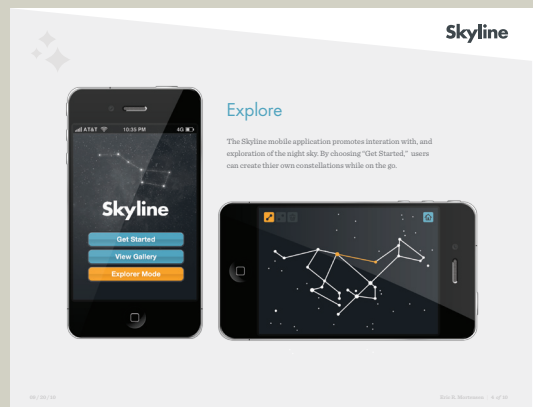 Skyline
Explore
The Skyline mobile application promotes interation with, and
exploration of the night sky. By choosing "Get Started," users
can create thier own constellations while on the go.
AT&T 10:35 PM 4G
Skyline
Get Started
View Gallery
Explorer Mode